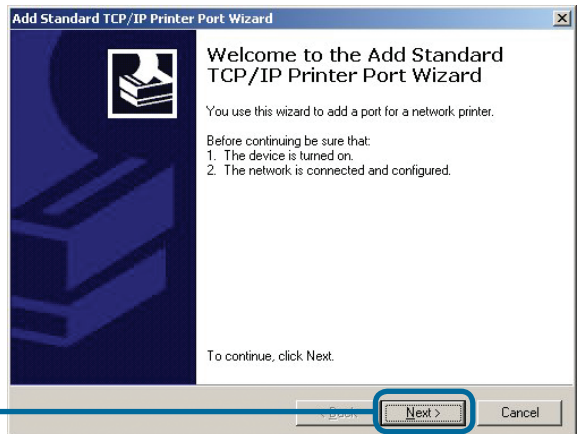 Add Standard TCP/IP Printer Port Wizard
Welcome to the Add Standard
TCP/IP Printer Port Wizard
You use this wizard to add a port for a network printer.
Before continuing be sure that:
1. The device is turned on.
2. The network is connected and configured.
To continue, click Next.
< Back
Next >
Cancel